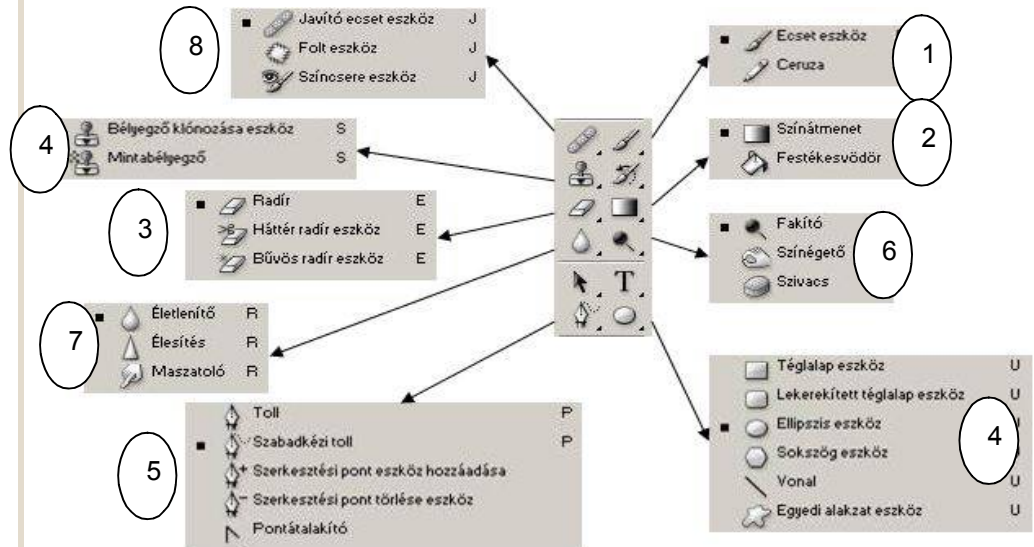 8
Javító ecset eszköz J
Folt eszköz J
Színcsere eszköz J
Ecset eszköz
Ceruza
1
4
Bélyegző klónozása eszköz S
Mintabélyegző S
Színátmenet
Festékesvödör
2
3
Radír E
Háttér radír eszköz E
Bűvös radír eszköz E
Fakító
Színégető
Szivacs
6
T
7
Életlenítő R
Élesítés R
Maszatoló R
5
Toll P
Szabadkézi toll P
Szerkesztési pont eszköz hozzáadása
Szerkesztési pont törlése eszköz
Pontátalakító
Téglalap eszköz U
Lekerekített téglalap eszköz U
Ellipszis eszköz
Sokszög eszköz
Vonal U
Egyedi alakzat eszköz U
4